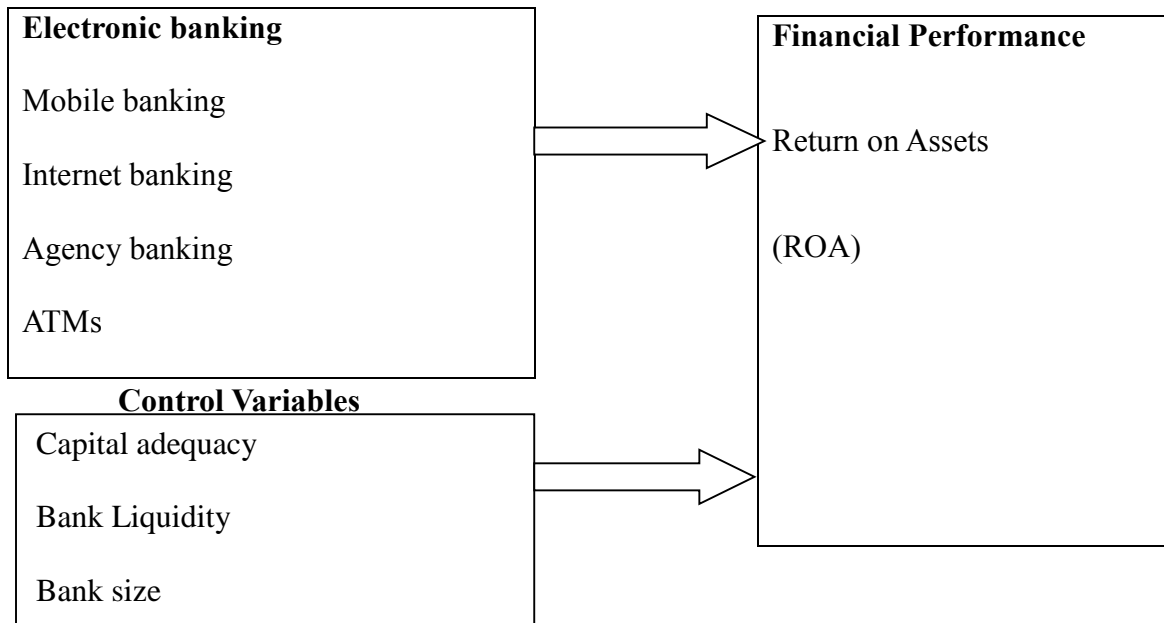 Electronic banking
Mobile banking
Internet banking
Agency banking
ATMs
Control Variables
Capital adequacy
Bank Liquidity
Bank size
Financial Performance
Return on Assets
(ROA)